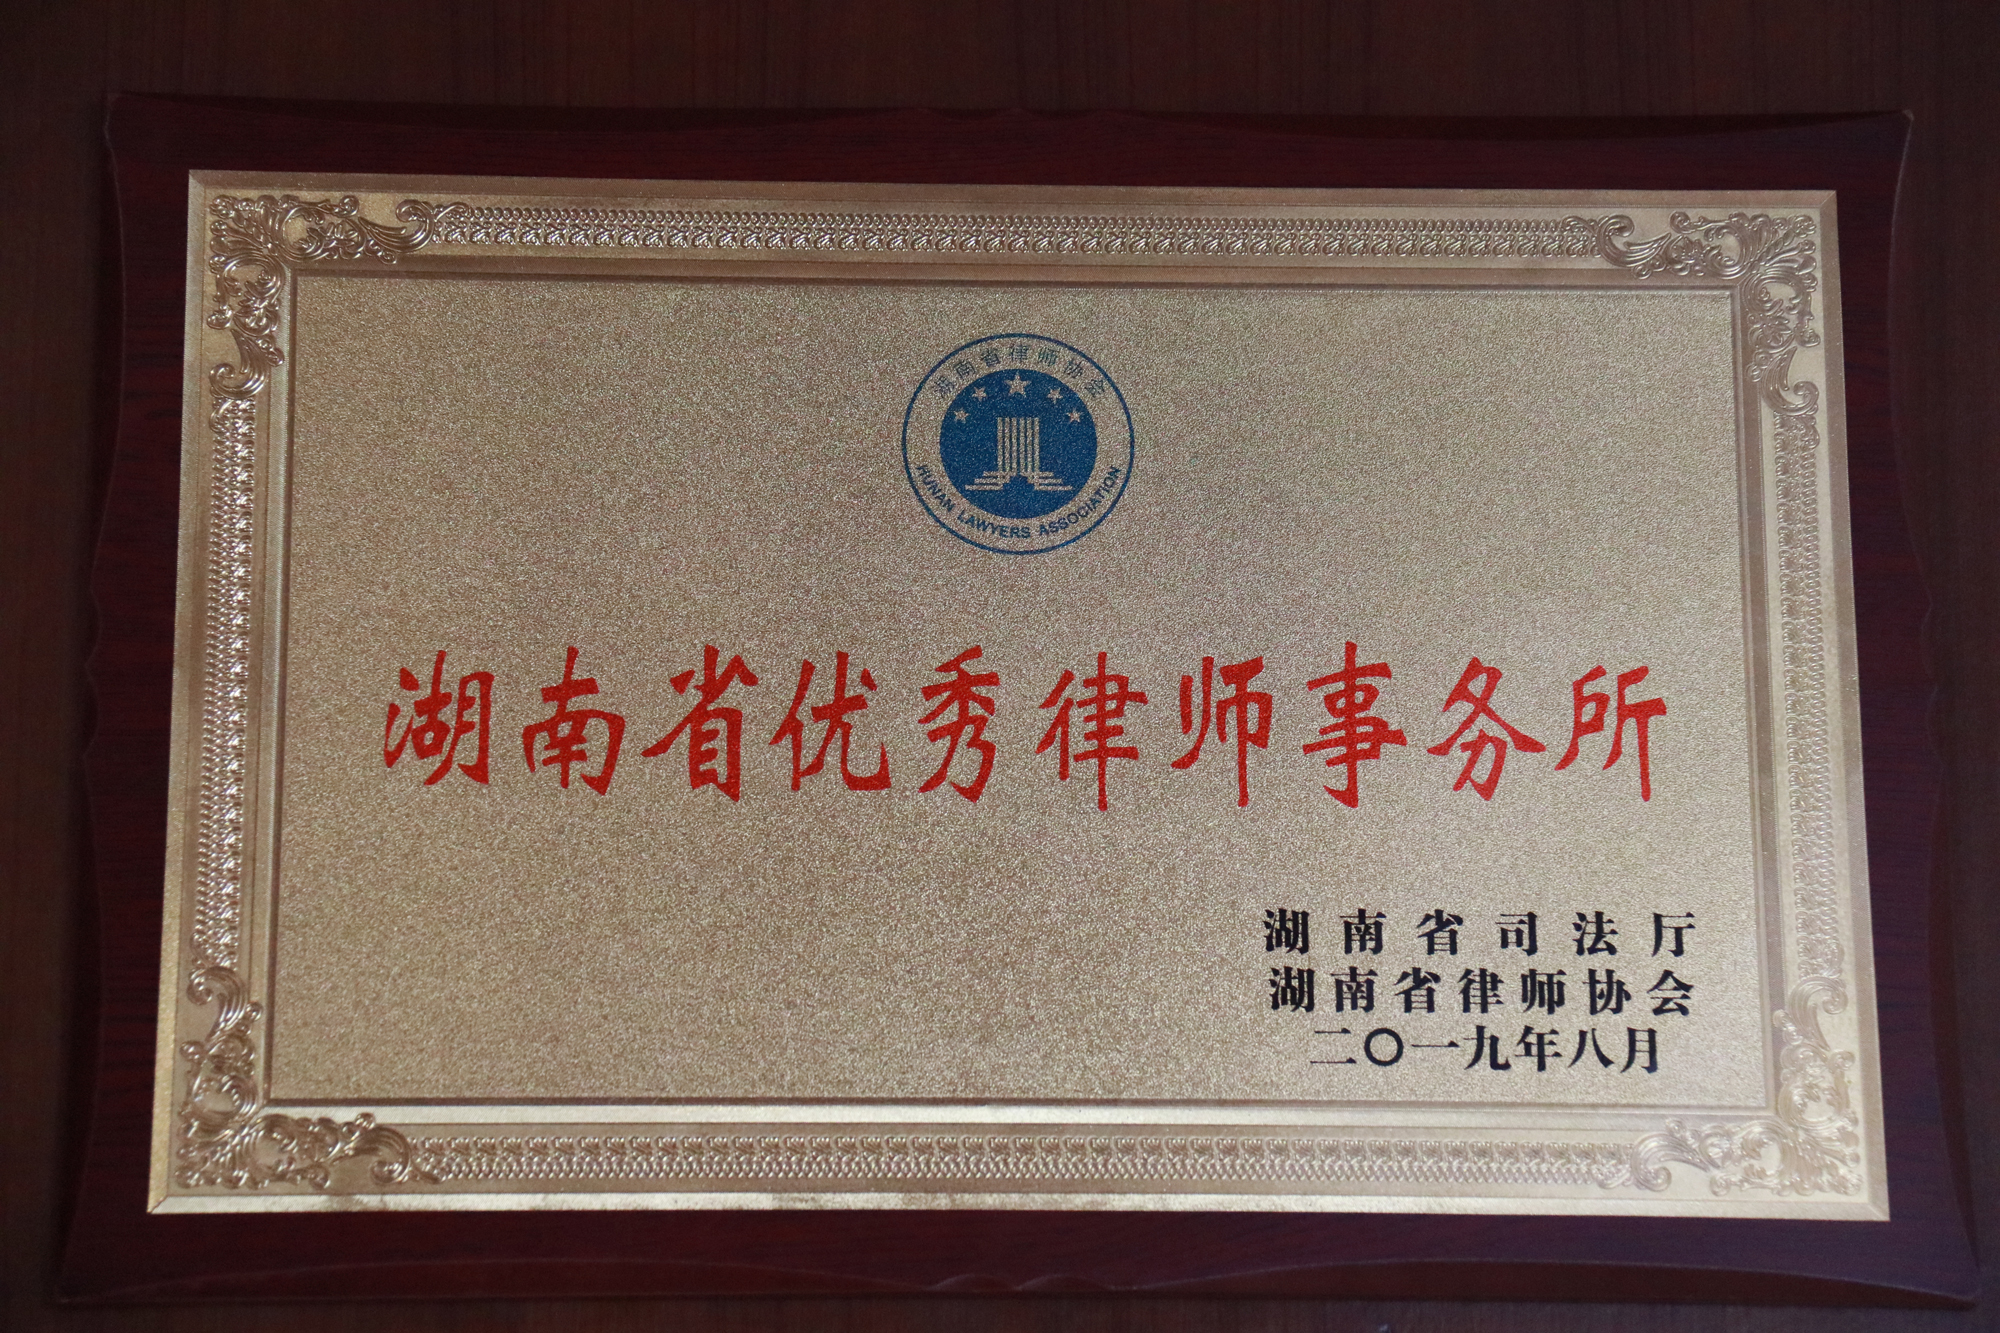 湖南省律师协会
HUNAN LAWYERS ASSOCIATION
湖南省优秀律师事务所
湖南省司法厅
湖南省律师协会
二〇一九年八月